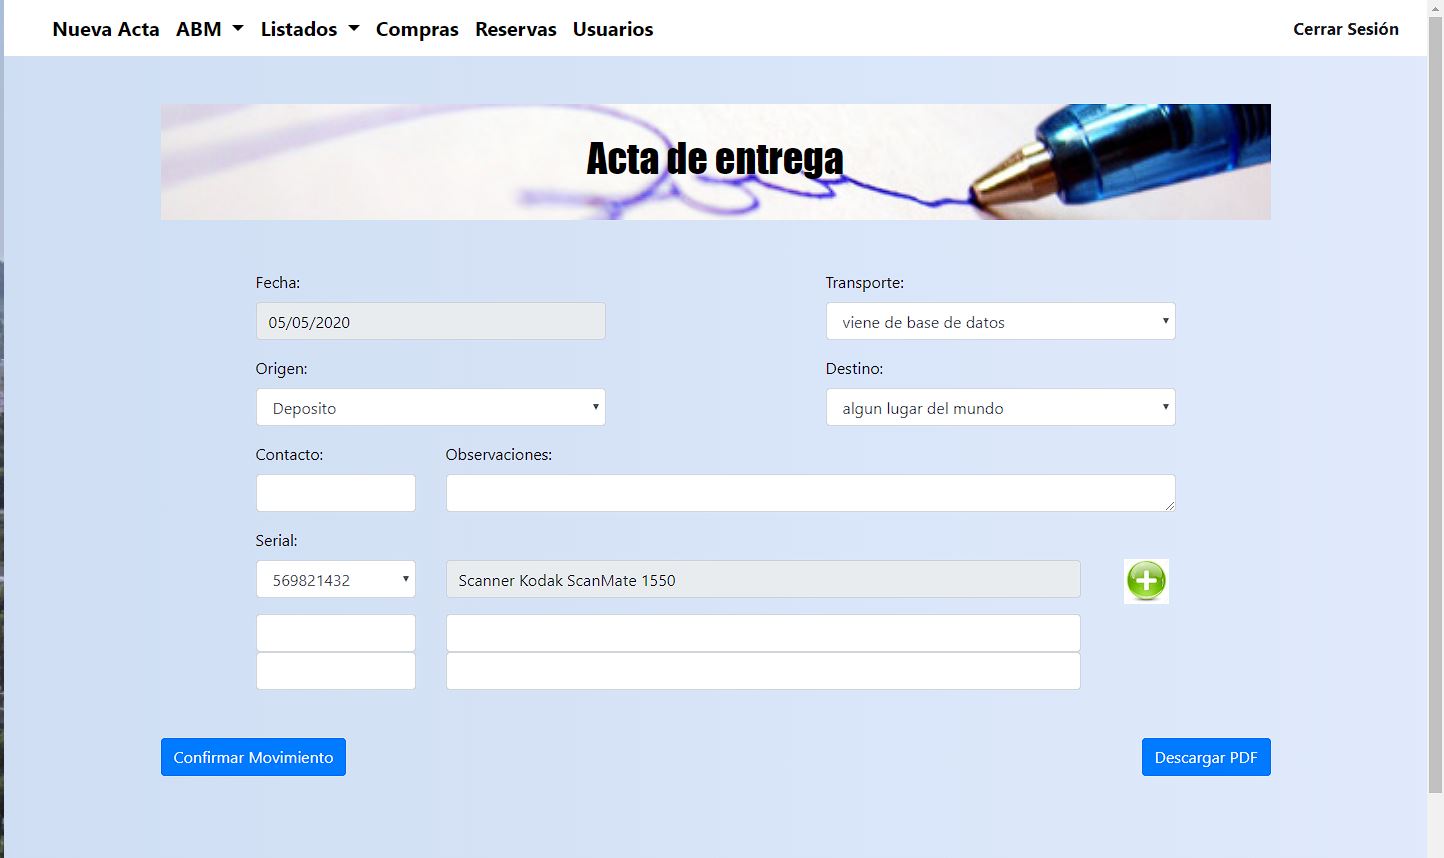 Nueva Acta ABM Listados Compras Reservas Usuarios Cerrar Sesión
Acta de entrega
Fecha: Transporte:
05/05/2020 viene de base de datos
Origen: Destino:
Deposito algun lugar del mundo
Contacto: Observaciones:
Serial:
569821432 Scanner Kodak ScanMate 1550
Confirmar Movimiento Descargar PDF